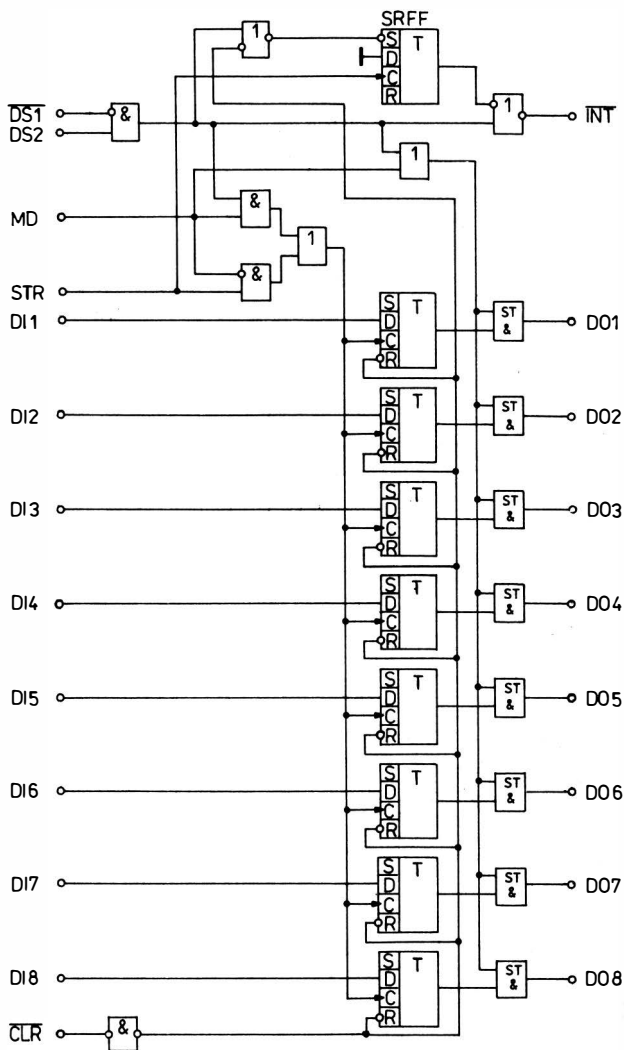 SRFF
1 S T
D
C
R
1 INT
DS1 &
DS2
1
MD &
1
STR &
DI1 S T ST DO1
D &
C
R
DI2 S T ST DO2
D &
C
R
DI3 S T ST DO3
D &
C
R
DI4 S T ST DO4
D &
C
R
DI5 S T ST DO5
D &
C
R
DI6 S T ST DO6
D &
C
R
DI7 S T ST DO7
D &
C
R
DI8 S T ST DO8
D &
C
R
CLR &